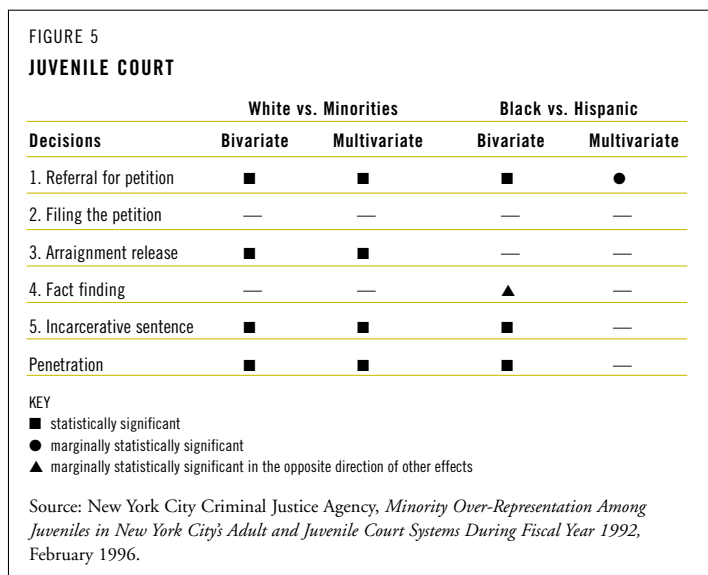 FIGURE 5
JUVENILE COURT
White vs. Minorities Black vs. Hispanic
Decisions Bivariate Multivariate Bivariate Multivariate
1. Referral for petition ■ ■ ■ ●
2. Filing the petition — — — —
3. Arraignment release ■ ■ — —
4. Fact finding — — ▲ —
5. Incarcerative sentence ■ ■ ■ —
Penetration ■ ■ ■ —
KEY
■ statistically significant
● marginally statistically significant
▲ marginally statistically significant in the opposite direction of other effects
Source: New York City Criminal Justice Agency, Minority Over-Representation Among
Juveniles in New York City's Adult and Juvenile Court Systems During Fiscal Year 1992,
February 1996.